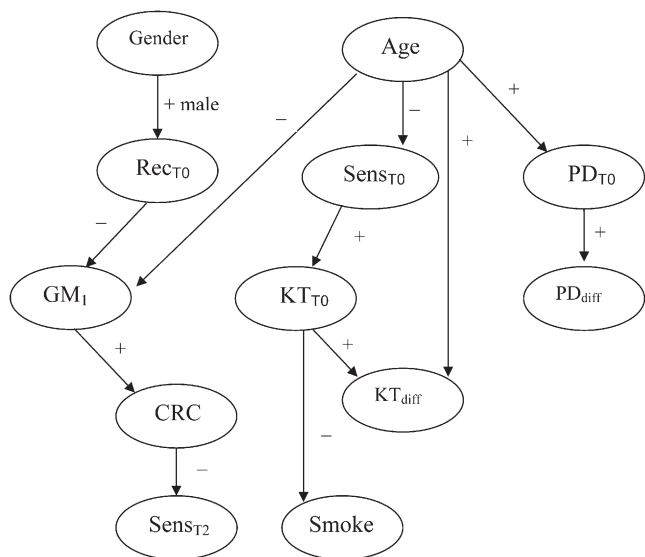 Gender
Age
+
+ male
−
−
+
Rec_T0
Sens_T0
PD_T0
−
+
+
GM_1
KT_T0
PD_diff
+
+
CRC
KT_diff
−
−
Sens_T2
Smoke